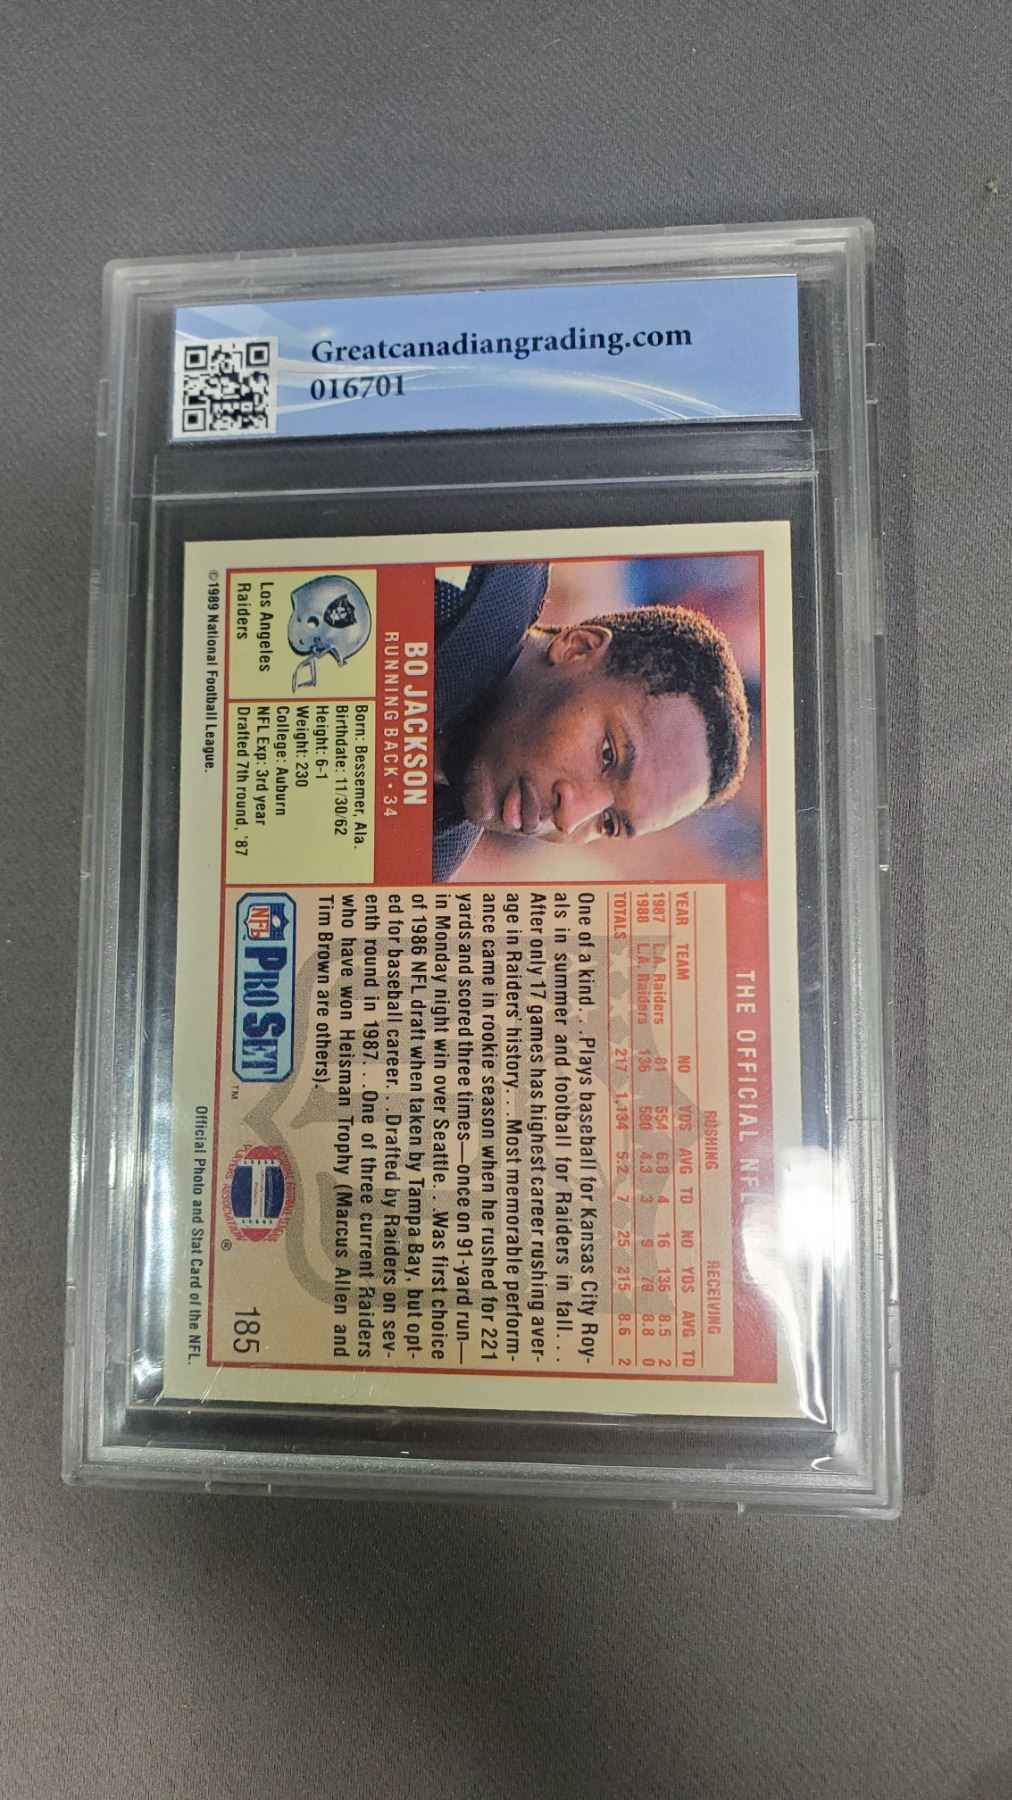 Greatcanadiangrading.com
016701
THE OFFICIAL NFL
BO JACKSON
RUNNING BACK • 34
Los Angeles
Raiders
Born: Bessemer, Ala.
Birthdate: 11/30/62
Height: 6-1
Weight: 230
College: Auburn
NFL Exp: 3rd year
Drafted 7th round, '87
RUSHING RECEIVING
YEAR TEAM NO YDS AVG TD NO YDS AVG TD
1987 L.A. Raiders 81 554 6.8 4 16 136 8.5 2
1988 L.A. Raiders 136 580 4.3 3 9 79 8.8 0
TOTALS 217 1,134 5.2 7 25 215 8.6 2
One of a kind. . .Plays baseball for Kansas City Roy-
als in summer and football for Raiders in fall. . .
After only 17 games has highest career rushing aver-
age in Raiders' history. . .Most memorable perform-
ance came in rookie season when he rushed for 221
yards and scored three times—once on 91-yard run—
in Monday night win over Seattle. . .Was first choice
of 1986 NFL draft when taken by Tampa Bay, but opt-
ed for baseball career. . .Drafted by Raiders on sev-
enth round in 1987. . .One of three current Raiders
who have won Heisman Trophy (Marcus Allen and
Tim Brown are others).
NFL PRO SET ™
NATIONAL FOOTBALL LEAGUE
PLAYERS ASSOCIATION ®
185
©1989 National Football League.
Official Photo and Stat Card of the NFL.